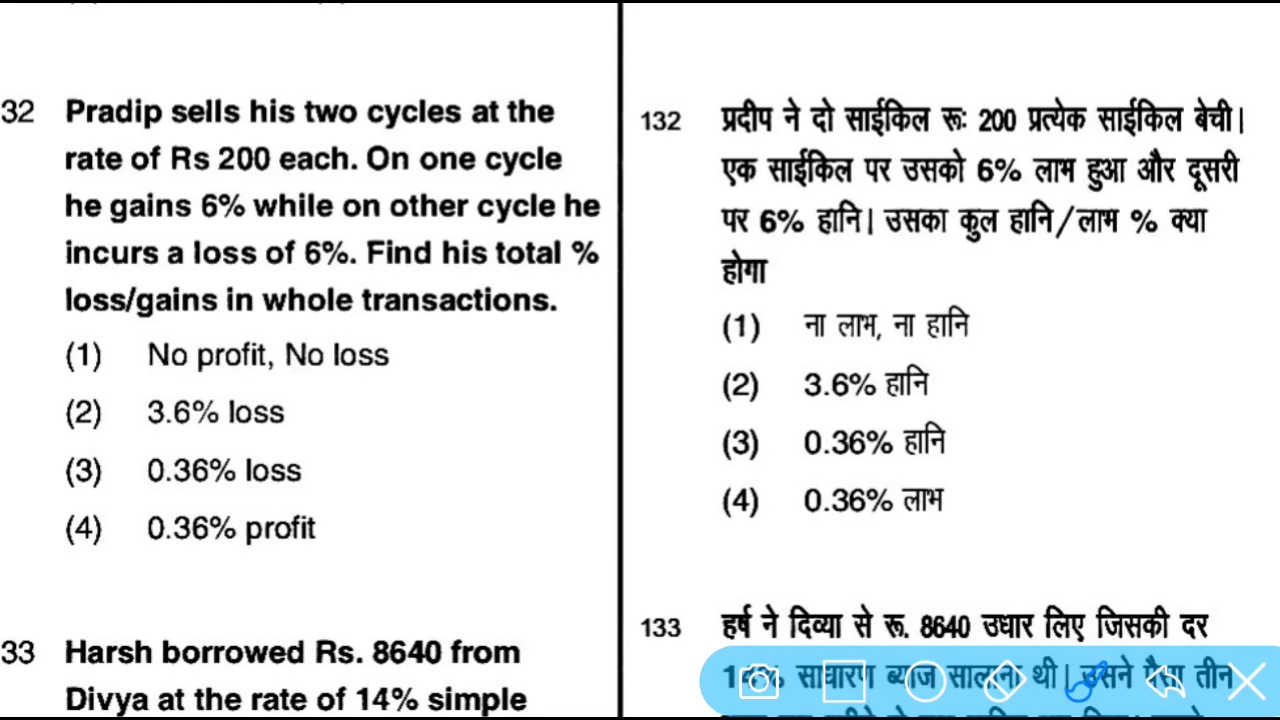 32 Pradip sells his two cycles at the
rate of Rs 200 each. On one cycle
he gains 6% while on other cycle he
incurs a loss of 6%. Find his total %
loss/gains in whole transactions.
(1) No profit, No loss
(2) 3.6% loss
(3) 0.36% loss
(4) 0.36% profit
33 Harsh borrowed Rs. 8640 from
Divya at the rate of 14% simple
132 प्रदीप ने दो साईकिल रूः 200 प्रत्येक साईकिल बेची।
एक साईकिल पर उसको 6% लाभ हुआ और दूसरी
पर 6% हानि। उसका कुल हानि/लाभ % क्या
होगा
(1) ना लाभ, ना हानि
(2) 3.6% हानि
(3) 0.36% हानि
(4) 0.36% लाभ
133 हर्ष ने दिव्या से रू. 8640 उधार लिए जिसकी दर
14% साधारण ब्याज सालाना थी। उसने पैसा तीन